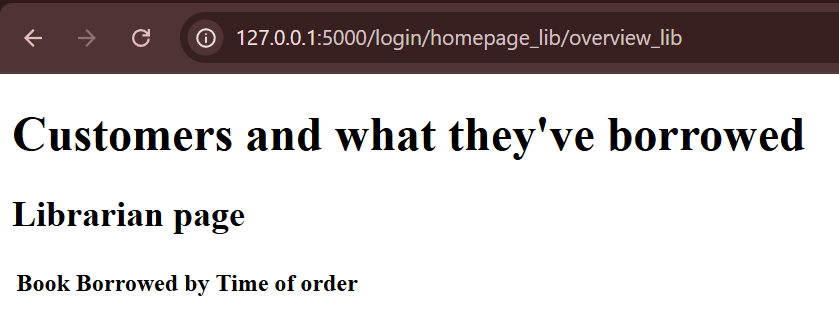 127.0.0.1:5000/login/homepage_lib/overview_lib
Customers and what they've borrowed
Librarian page
Book Borrowed by Time of order